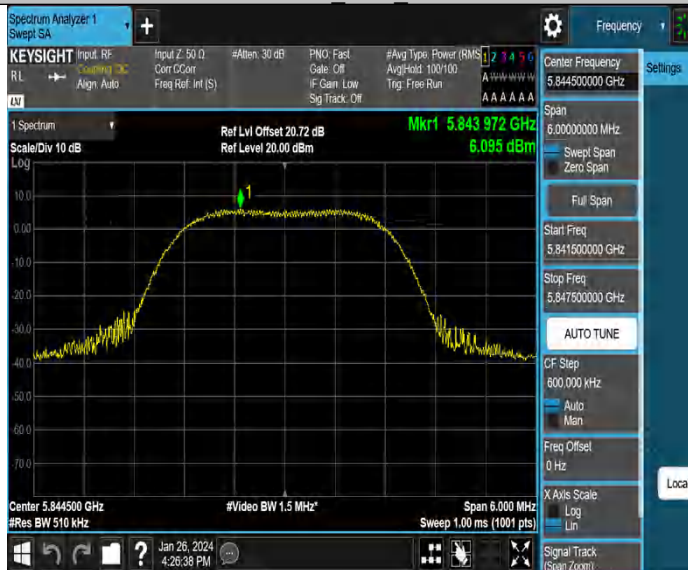 Spectrum Analyzer 1
Swept SA
Frequency
KEYSIGHT
RL
LXI
Input: RF
Coupling: DC
Align: Auto
Input Z: 50 Ω
Corr CCorr
Freq Ref: Int (S)
#Atten: 30 dB
PNO: Fast
Gate: Off
IF Gain: Low
Sig Track: Off
#Avg Type: Power (RMS
Avg|Hold: 100/100
Trig: Free Run
1 2 3 4 5 6
A W W W W W
A A A A A A
1 Spectrum
Scale/Div 10 dB
Log
Ref Lvl Offset 20.72 dB
Ref Level 20.00 dBm
Mkr1 5.843 972 GHz
6.095 dBm
1
10.0
0.00
-10.0
-20.0
-30.0
-40.0
-50.0
-60.0
-70.0
Center 5.844500 GHz
#Res BW 510 kHz
#Video BW 1.5 MHz*
Span 6.000 MHz
Sweep 1.00 ms (1001 pts)
?
Jan 26, 2024
4:26:38 PM
Center Frequency
5.844500000 GHz
Span
6.00000000 MHz
Swept Span
Zero Span
Full Span
Start Freq
5.841500000 GHz
Stop Freq
5.847500000 GHz
AUTO TUNE
CF Step
600.000 kHz
Auto
Man
Freq Offset
0 Hz
X Axis Scale
Log
Lin
Signal Track
(Span Zoom)
Settings
Loca